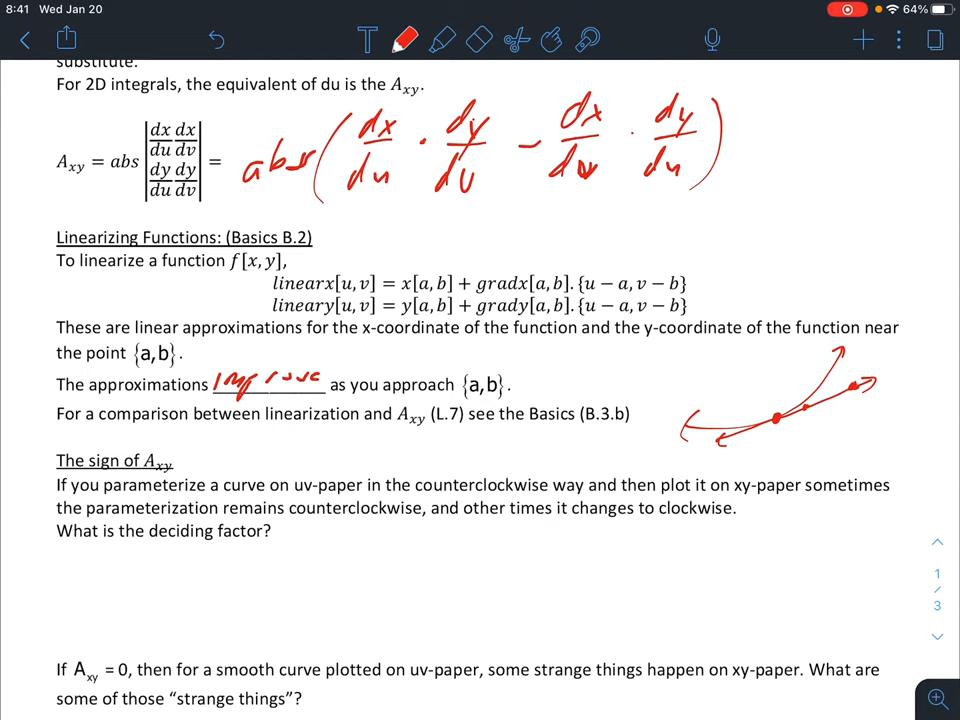 8:41 Wed Jan 20
64%
substitute.
For 2D integrals, the equivalent of du is the A_xy.
A_xy = abs |dx/du dx/dv dy/du dy/dv| = abs( dx/du · dy/dv − dx/dv · dy/du )
Linearizing Functions: (Basics B.2)
To linearize a function f[x, y],
linearx[u, v] = x[a, b] + gradx[a, b]. {u − a, v − b}
lineary[u, v] = y[a, b] + grady[a, b]. {u − a, v − b}
These are linear approximations for the x-coordinate of the function and the y-coordinate of the function near
the point {a,b}.
The approximations improve as you approach {a,b}.
For a comparison between linearization and A_xy (L.7) see the Basics (B.3.b)
The sign of A_xy
If you parameterize a curve on uv-paper in the counterclockwise way and then plot it on xy-paper sometimes
the parameterization remains counterclockwise, and other times it changes to clockwise.
What is the deciding factor?
1
/
3
If A_xy = 0, then for a smooth curve plotted on uv-paper, some strange things happen on xy-paper. What are
some of those “strange things”?